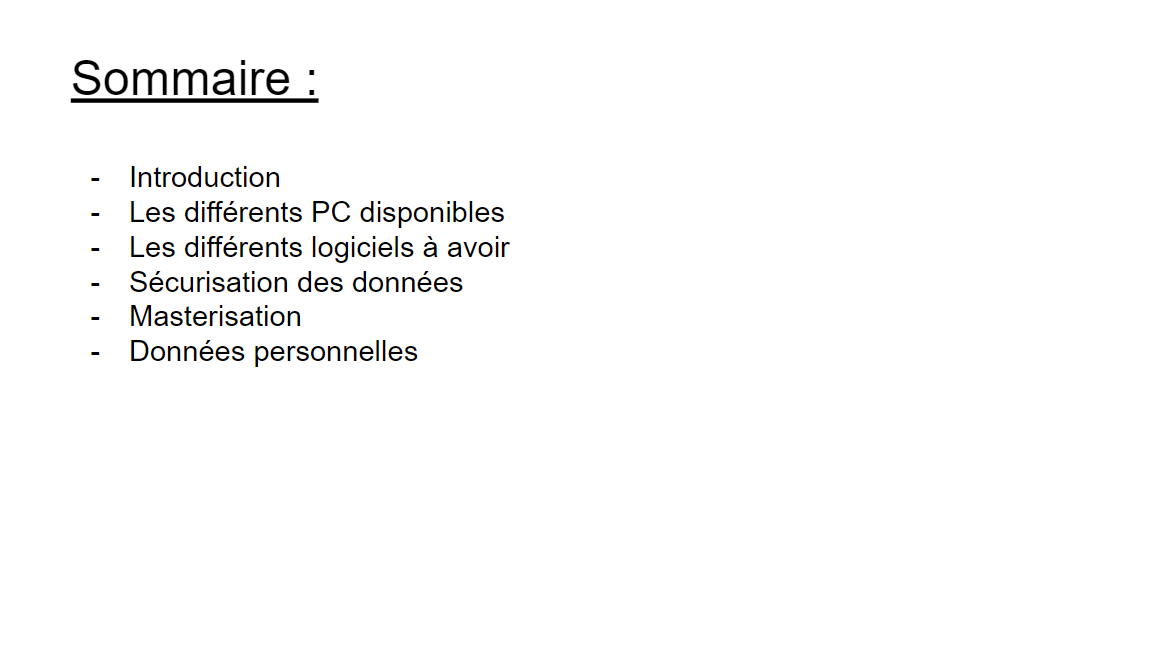 Sommaire :
- Introduction
- Les différents PC disponibles
- Les différents logiciels à avoir
- Sécurisation des données
- Masterisation
- Données personnelles